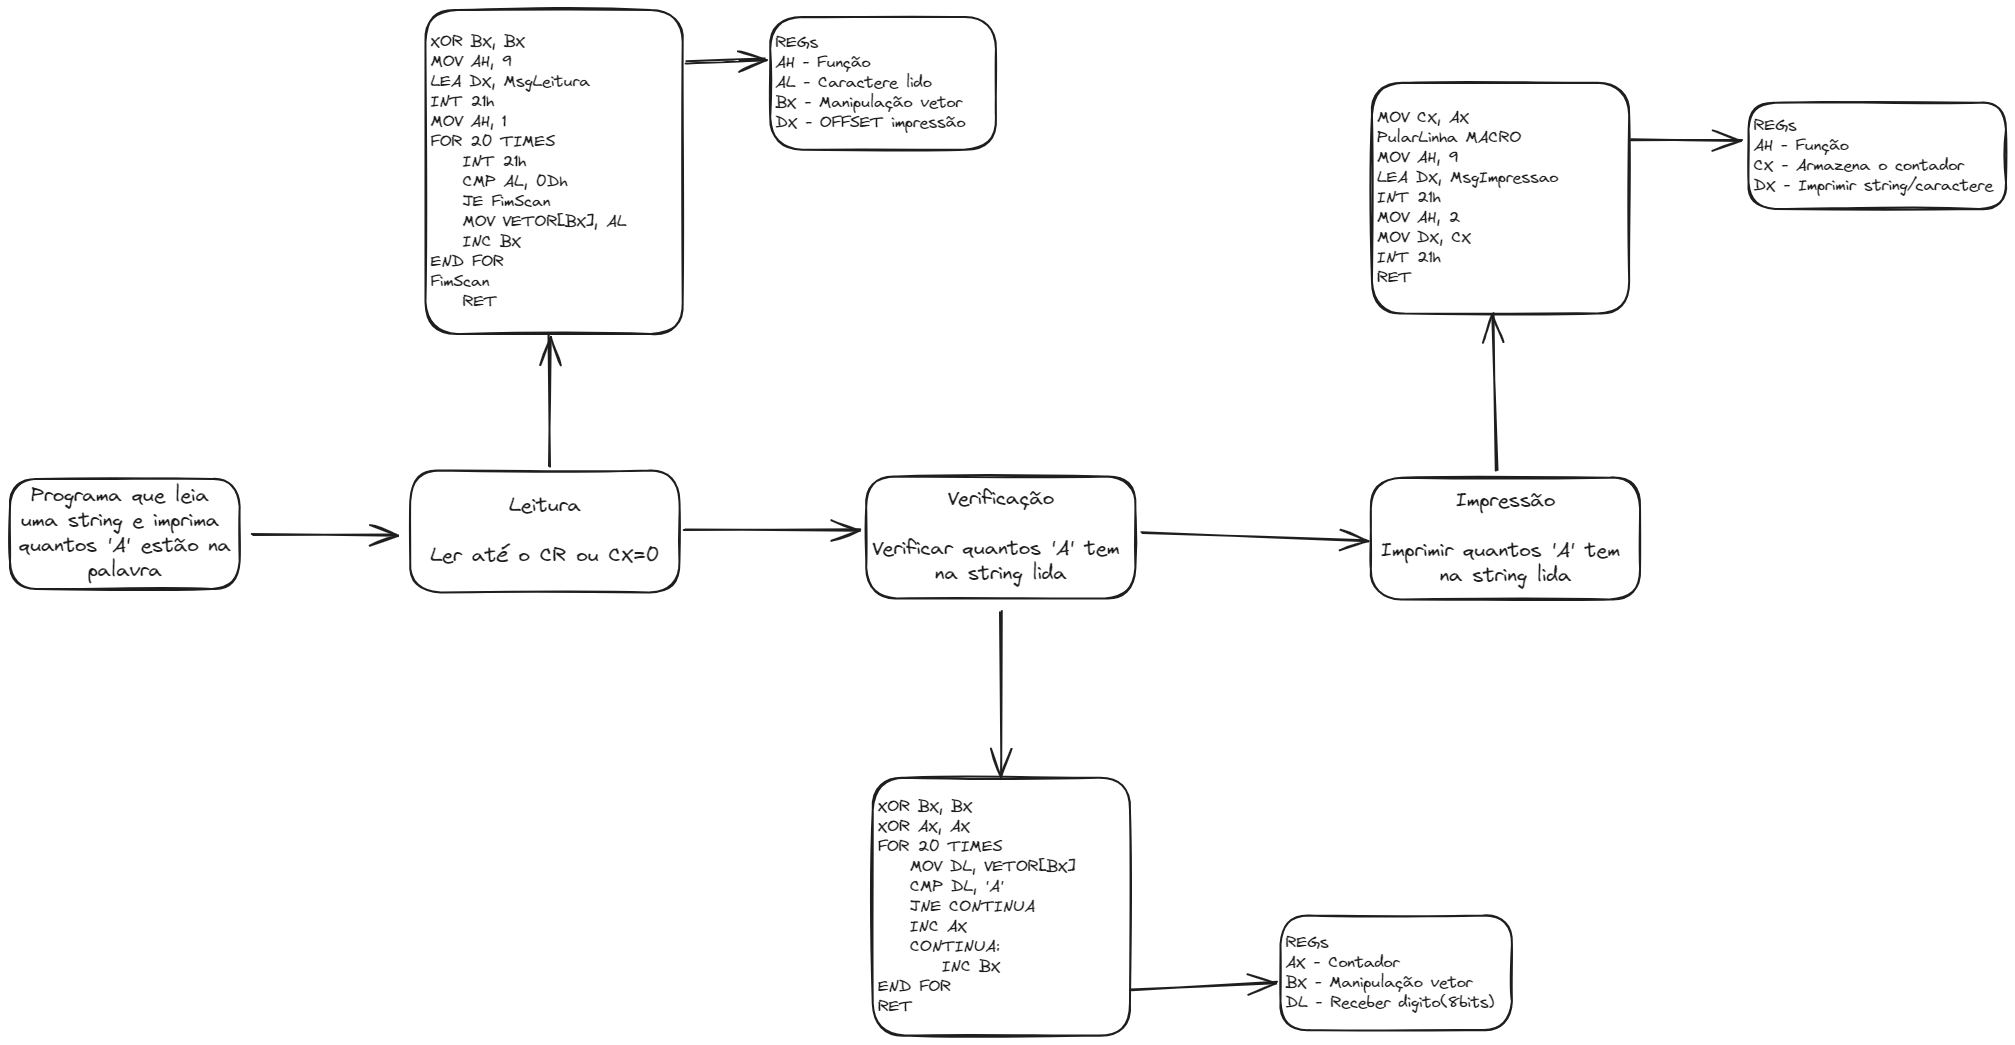 Programa que leia
uma string e imprima
quantos 'A' estão na
palavra
Leitura
Ler até o CR ou CX=0
XOR BX, BX
MOV AH, 9
LEA DX, MsgLeitura
INT 21h
MOV AH, 1
FOR 20 TIMES
INT 21h
CMP AL, 0Dh
JE FimScan
MOV VETOR[BX], AL
INC BX
END FOR
FimScan
RET
REGs
AH - Função
AL - Caractere lido
BX - Manipulação vetor
DX - OFFSET impressão
Verificação
Verificar quantos 'A' tem
na string lida
XOR BX, BX
XOR AX, AX
FOR 20 TIMES
MOV DL, VETOR[BX]
CMP DL, 'A'
JNE CONTINUA
INC AX
CONTINUA:
INC BX
END FOR
RET
REGs
AX - Contador
BX - Manipulação vetor
DL - Receber digito(8bits)
Impressão
Imprimir quantos 'A' tem
na string lida
MOV CX, AX
PularLinha MACRO
MOV AH, 9
LEA DX, MsgImpressao
INT 21h
MOV AH, 2
MOV DX, CX
INT 21h
RET
REGs
AH - Função
CX - Armazena o contador
DX - Imprimir string/caractere